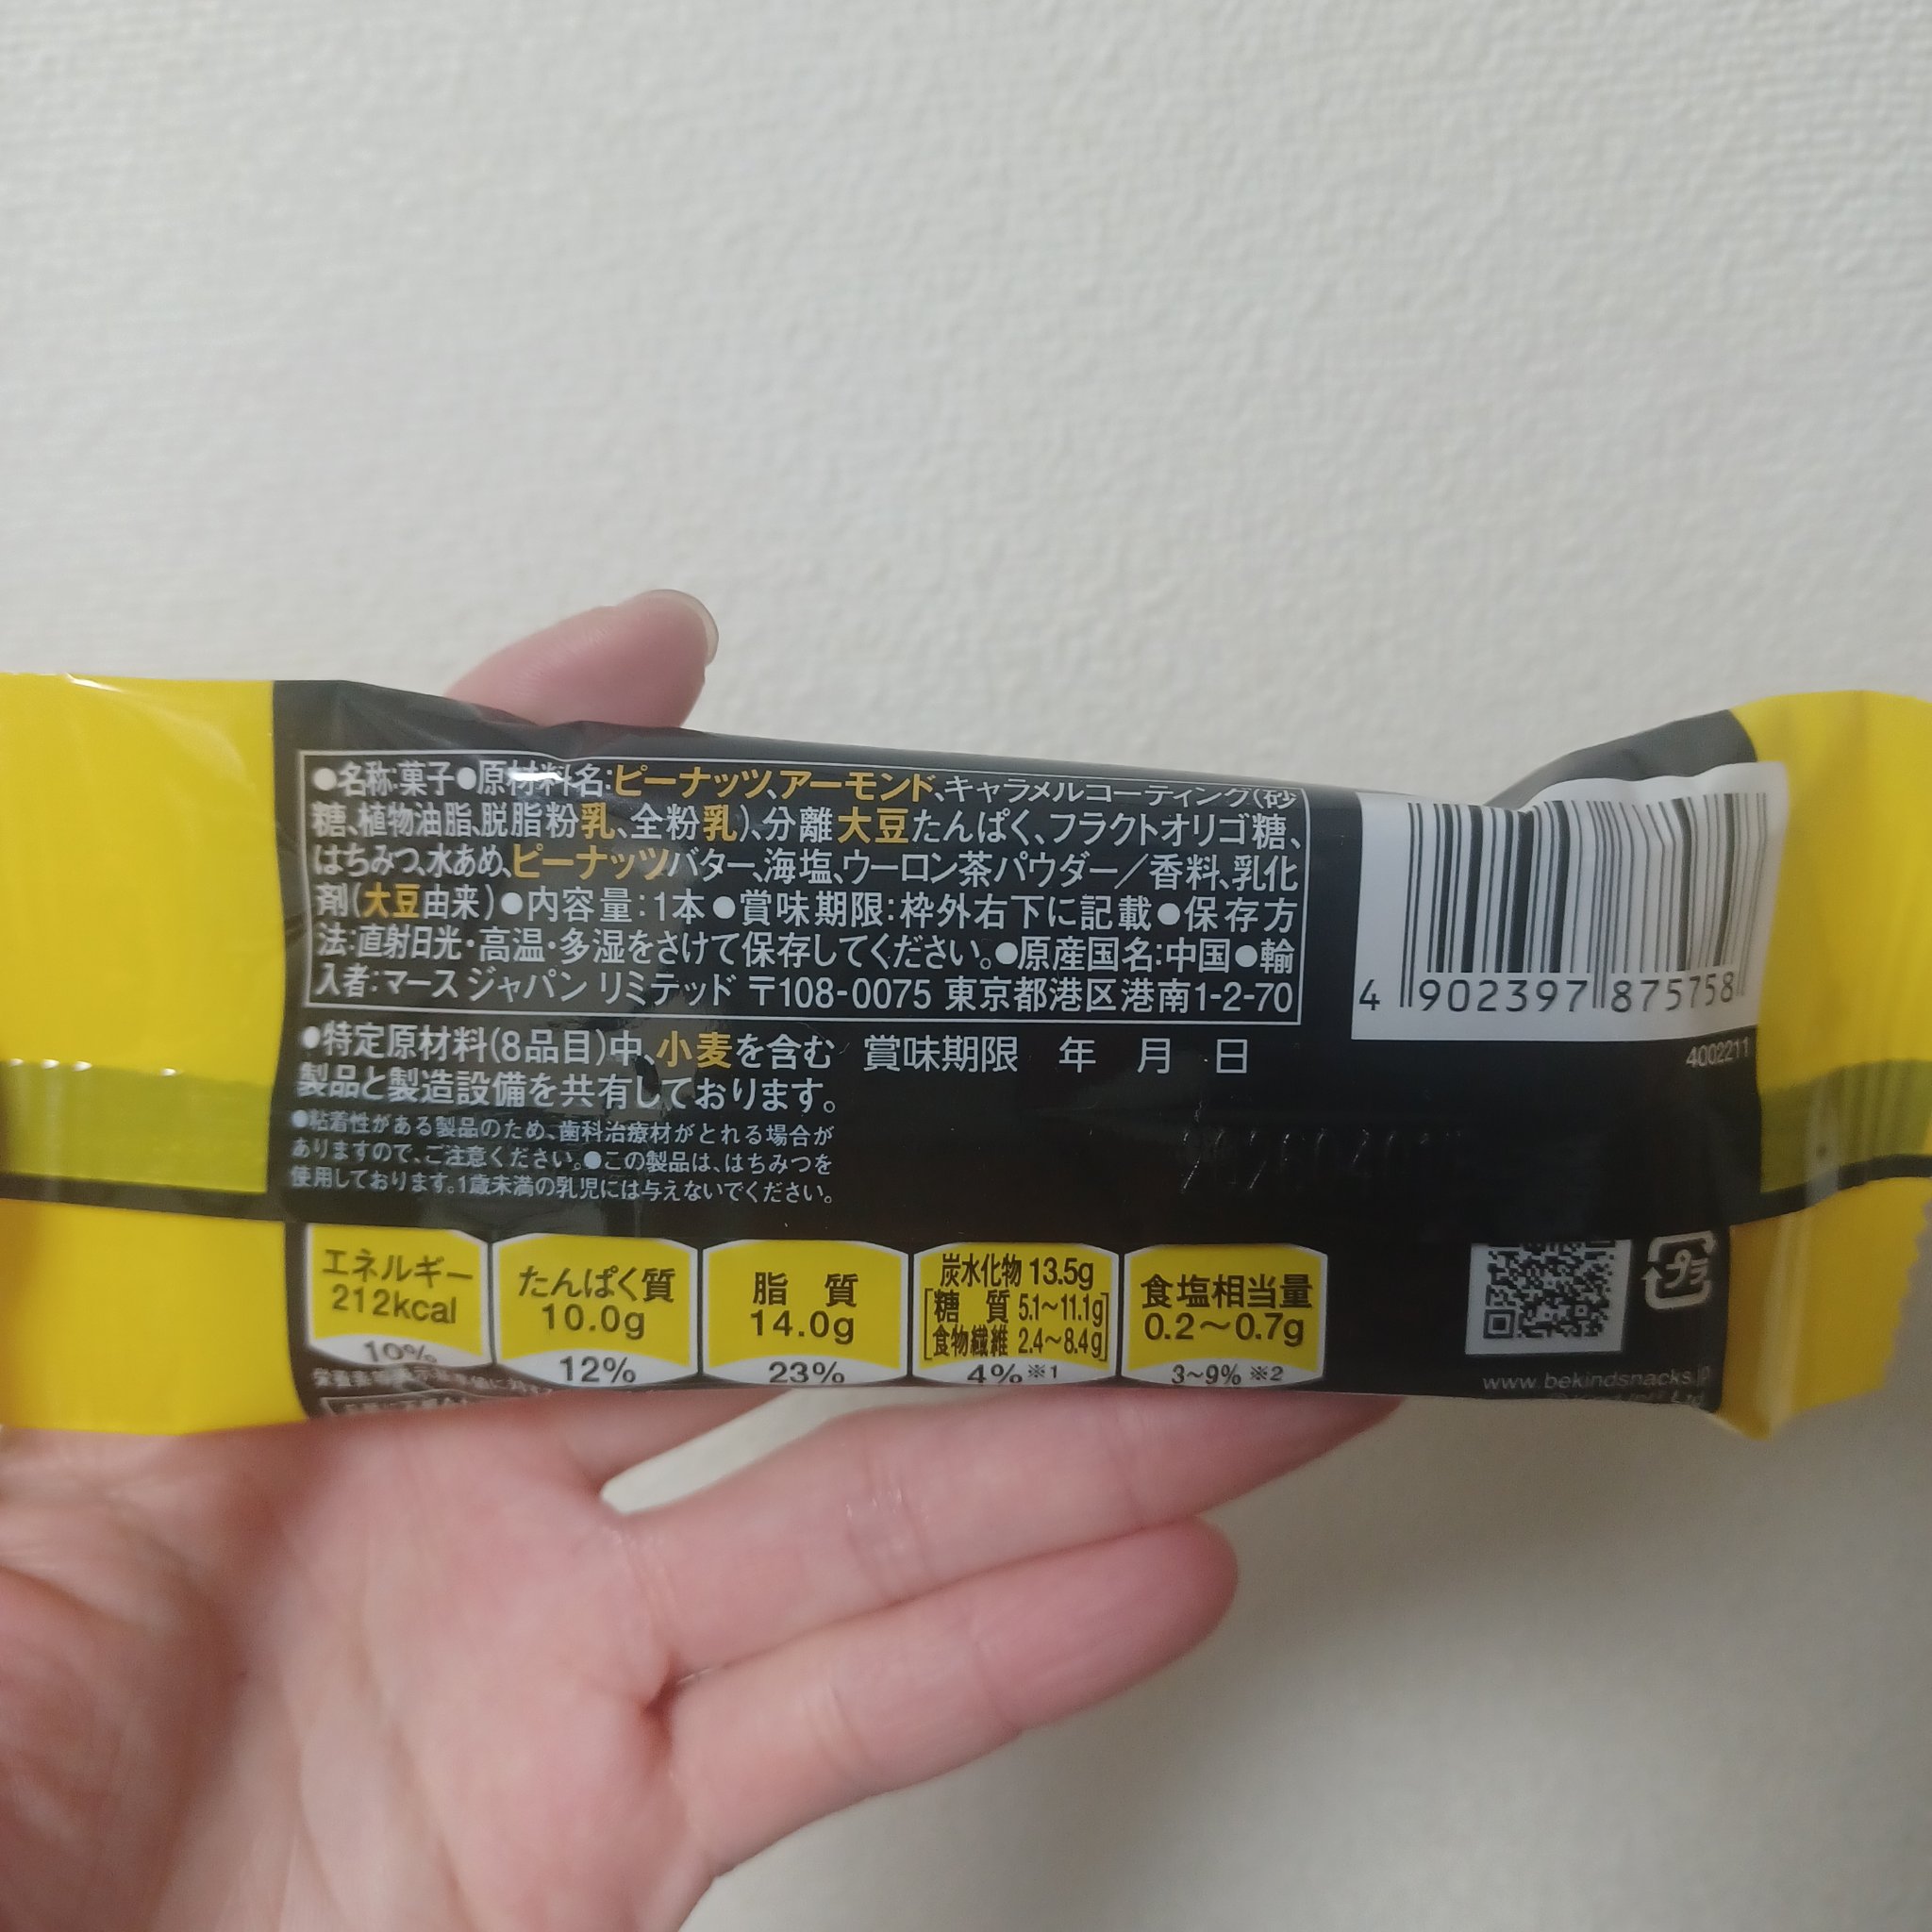 ●名称:菓子●原材料名:ピーナッツ、アーモンド、キャラメルコーティング(砂
糖、植物油脂、脱脂粉乳、全粉乳)、分離大豆たんぱく、フラクトオリゴ糖、
はちみつ、水あめ、ピーナッツバター、海塩、ウーロン茶パウダー/香料、乳化
剤(大豆由来)●内容量:1本●賞味期限:枠外右下に記載●保存方
法:直射日光・高温・多湿をさけて保存してください。●原産国名:中国●輸
入者:マースジャパン リミテッド 〒108-0075 東京都港区港南1-2-70
4 902397 875758
4002211
●特定原材料(8品目)中、小麦を含む
製品と製造設備を共有しております。
賞味期限 年 月 日
●粘着性がある製品のため、歯科治療材がとれる場合が
ありますので、ご注意ください。●この製品は、はちみつを
使用しております。1歳未満の乳児には与えないでください。
エネルギー
212kcal
10%
たんぱく質
10.0g
12%
脂 質
14.0g
23%
炭水化物 13.5g
[糖 質 5.1～11.1g
食物繊維 2.4～8.4g]
4%※1
食塩相当量
0.2～0.7g
3～9% ※2
プラ
www.bekindsnacks.jp